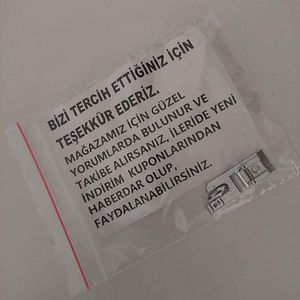 BİZİ TERCİH ETTİĞİNİZ İÇİN
TEŞEKKÜR EDERİZ.
MAĞAZAMIZ İÇİN GÜZEL
YORUMLARDA BULUNUR VE
TAKİBE ALIRSANIZ, İLERİDE YENİ
İNDİRİM KUPONLARINDAN
HABERDAR OLUP,
FAYDALANABİLİRSİNİZ.